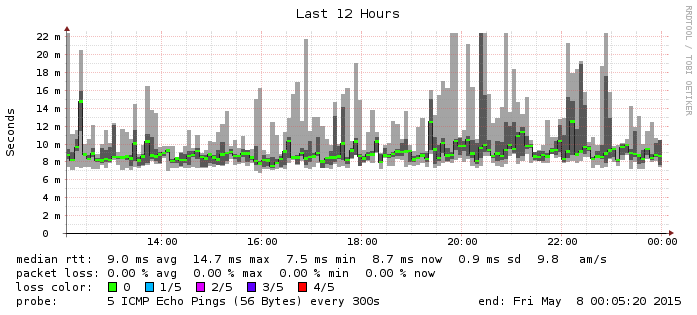 Last 12 Hours
RRDTOOL / TOBI OETIKER
Seconds
22 m
20 m
18 m
16 m
14 m
12 m
10 m
8 m
6 m
4 m
2 m
0
14:00 16:00 18:00 20:00 22:00 00:00
median rtt: 9.0 ms avg 14.7 ms max 7.5 ms min 8.7 ms now 0.9 ms sd 9.8 am/s
packet loss: 0.00 % avg 0.00 % max 0.00 % min 0.00 % now
loss color: 0 1/5 2/5 3/5 4/5
probe: 5 ICMP Echo Pings (56 Bytes) every 300s end: Fri May 8 00:05:20 2015